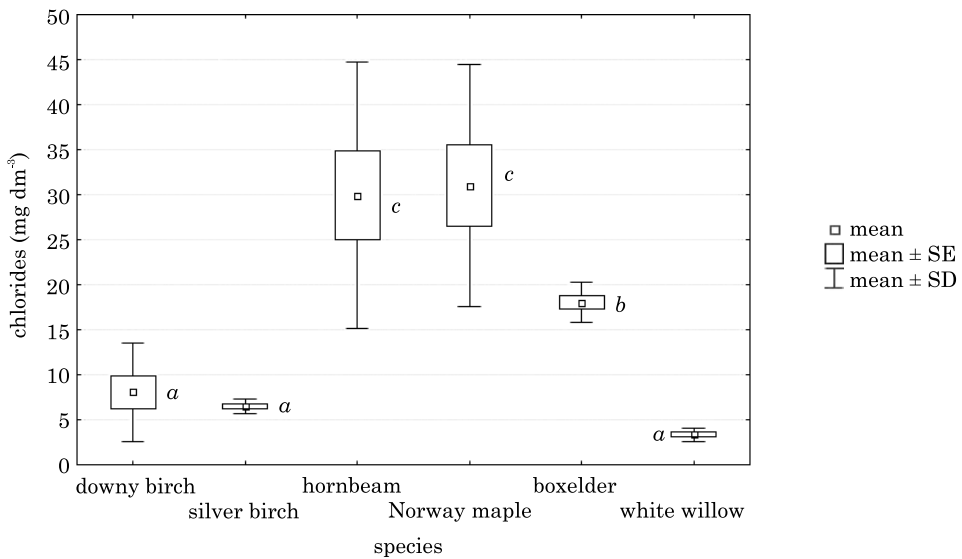 50
45
40
35
30
25
20
15
10
5
0
chlorides (mg dm⁻³)
a
a
c
c
b
a
downy birch
silver birch
hornbeam
Norway maple
boxelder
white willow
species
mean
mean ± SE
mean ± SD